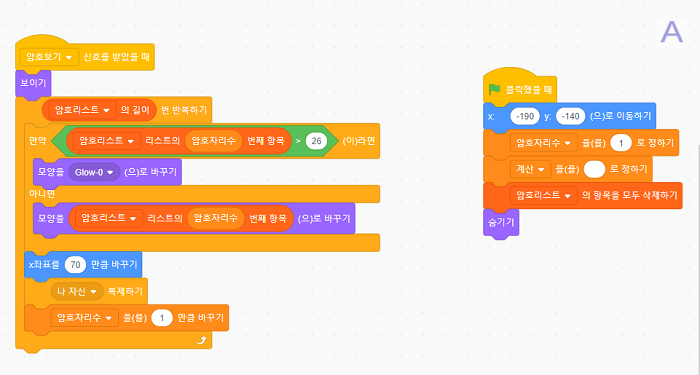 A
암호보기 신호를 받았을 때
보이기
암호리스트 의 길이 번 반복하기
만약 암호리스트 리스트의 암호자리수 번째 항목 > 26 (이)라면
모양을 Glow-0 (으)로 바꾸기
아니면
모양을 암호리스트 리스트의 암호자리수 번째 항목 (으)로 바꾸기
x좌표를 70 만큼 바꾸기
나 자신 복제하기
암호자리수 을(를) 1 만큼 바꾸기
클릭했을 때
x: -190 y: -140 (으)로 이동하기
암호자리수 을(를) 1 로 정하기
계산 을(를) 로 정하기
암호리스트 의 항목을 모두 삭제하기
숨기기